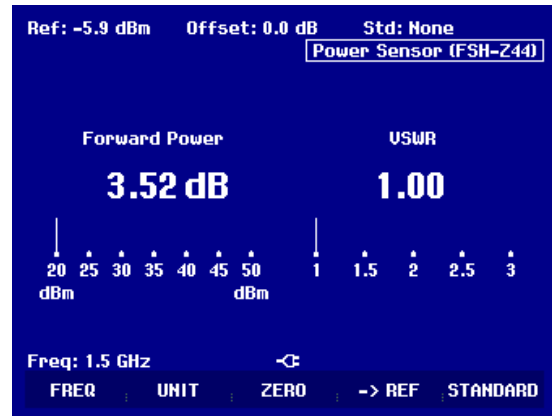 Ref: -5.9 dBm Offset: 0.0 dB Std: None
Power Sensor (FSH-Z44)
Forward Power VSWR
3.52 dB 1.00
20 25 30 35 40 45 50 1 1.5 2 2.5 3
dBm dBm
Freq: 1.5 GHz
FREQ UNIT ZERO -> REF STANDARD